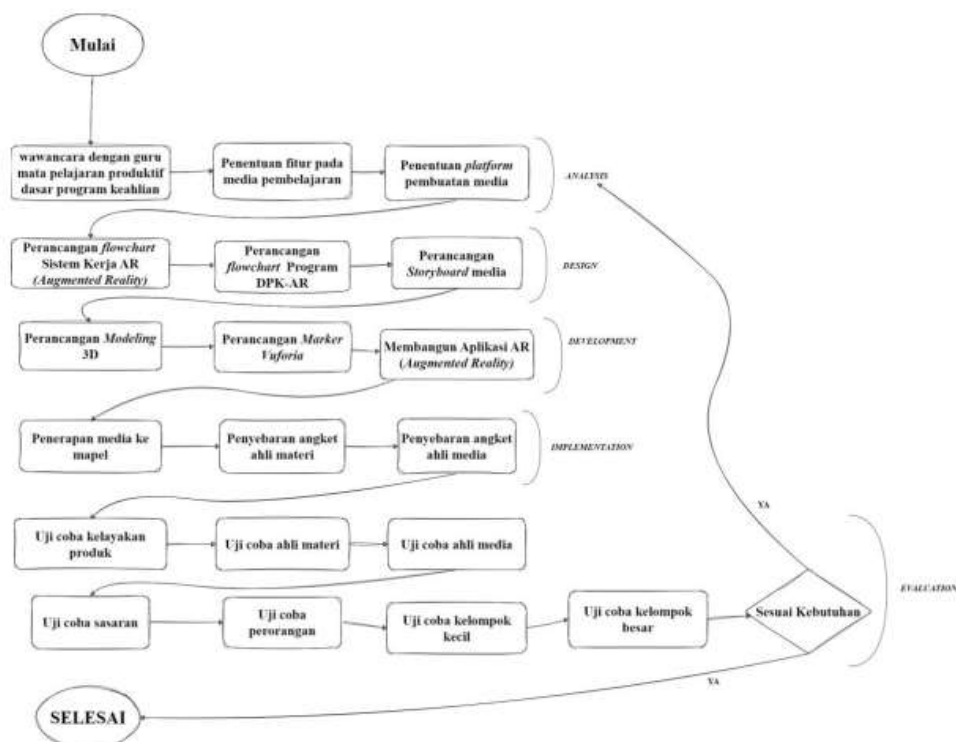 Mulai
wawancara dengan guru
mata pelajaran produktif
dasar program keahlian
Penentuan fitur pada
media pembelajaran
Penentuan platform
pembuatan media
ANALYSIS
Perancangan flowchart
Sistem Kerja AR
(Augmented Reality)
Perancangan
flowchart Program
DPK-AR
Perancangan
Storyboard media
DESIGN
Perancangan Modeling
3D
Perancangan Marker
Vuforia
Membangun Aplikasi AR
(Augmented Reality)
DEVELOPMENT
Penerapan media ke
mapel
Penyebaran angket
ahli materi
Penyebaran angket
ahli media
IMPLEMENTATION
Uji coba kelayakan
produk
Uji coba ahli materi
Uji coba ahli media
YA
Uji coba sasaran
Uji coba
perorangan
Uji coba kelompok
kecil
Uji coba kelompok
besar
Sesuai Kebutuhan
EVALUATION
YA
SELESAI